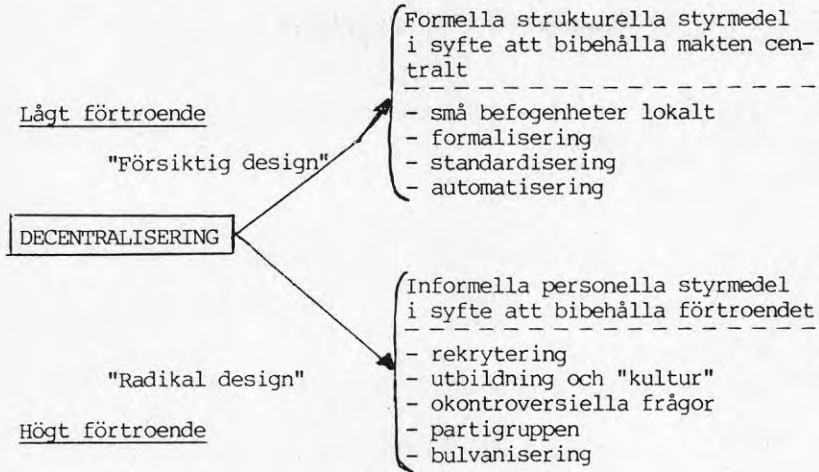 Formella strukturella styrmedel
i syfte att bibehålla makten cen-
tralt
Lågt förtroende
- små befogenheter lokalt
- formalisering
"Försiktig design"
- standardisering
- automatisering
DECENTRALISERING
Informella personella styrmedel
i syfte att bibehålla förtroendet
- rekrytering
"Radikal design"
- utbildning och "kultur"
- okontroversiella frågor
Högt förtroende
- partigruppen
- bulvanisering